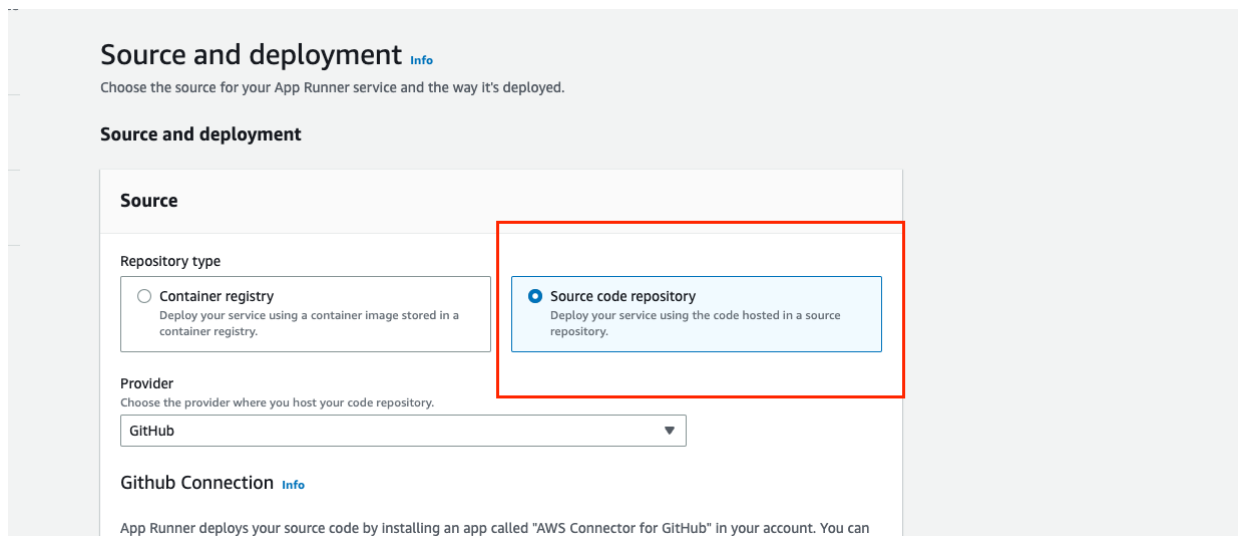 Source and deployment Info
Choose the source for your App Runner service and the way it's deployed.
Source and deployment
Source
Repository type
Container registry
Deploy your service using a container image stored in a
container registry.
Source code repository
Deploy your service using the code hosted in a source
repository.
Provider
Choose the provider where you host your code repository.
GitHub
Github Connection Info
App Runner deploys your source code by installing an app called "AWS Connector for GitHub" in your account. You can